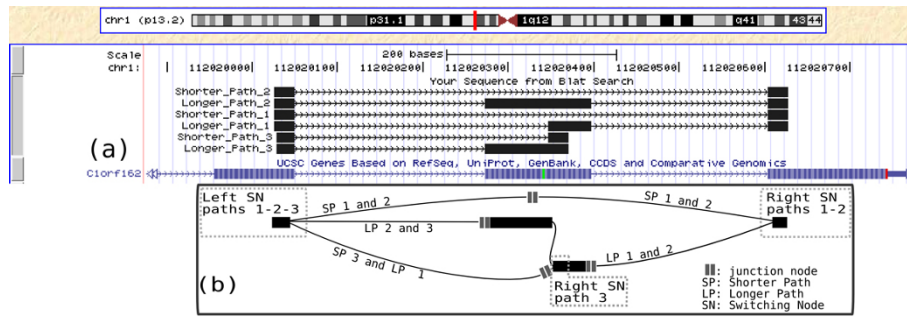 chr1 (p13.2) p31.1 1q12 q41 43 44
Scale 200 bases
chr1: 112020000 112020100 112020200 112020300 112020400 112020500 112020600 112020700
Your Sequence from Blat Search
Shorter_Path_2
Longer_Path_2
Shorter_Path_1
Longer_Path_1
Shorter_Path_3
Longer_Path_3
(a)
UCSC Genes Based on RefSeq, UniProt, GenBank, CCDS and Comparative Genomics
C1orf162
Left SN
paths 1-2-3
SP 1 and 2
SP 1 and 2
Right SN
paths 1-2
LP 2 and 3
SP 3 and LP 1
LP 1 and 2
(b)
Right SN
path 3
: junction node
SP: Shorter Path
LP: Longer Path
SN: Switching Node